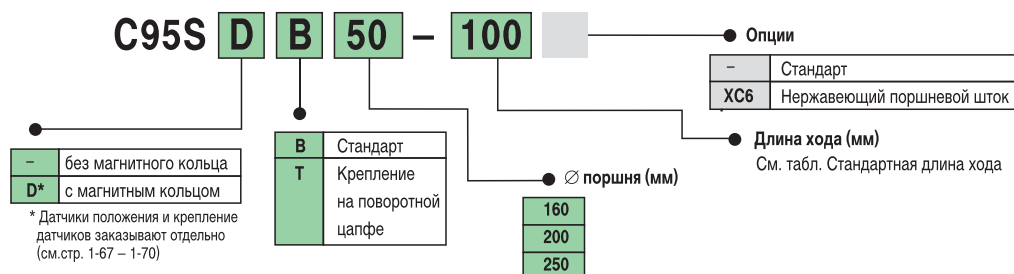 C95S D B 50 – 100
Опции
– Стандарт
XC6 Нержавеющий поршневой шток
Длина хода (мм)
См. табл. Стандартная длина хода
∅ поршня (мм)
160
200
250
B Стандарт
T Крепление
на поворотной
цапфе
– без магнитного кольца
D* с магнитным кольцом
* Датчики положения и крепление
датчиков заказывают отдельно
(см.стр. 1-67 – 1-70)